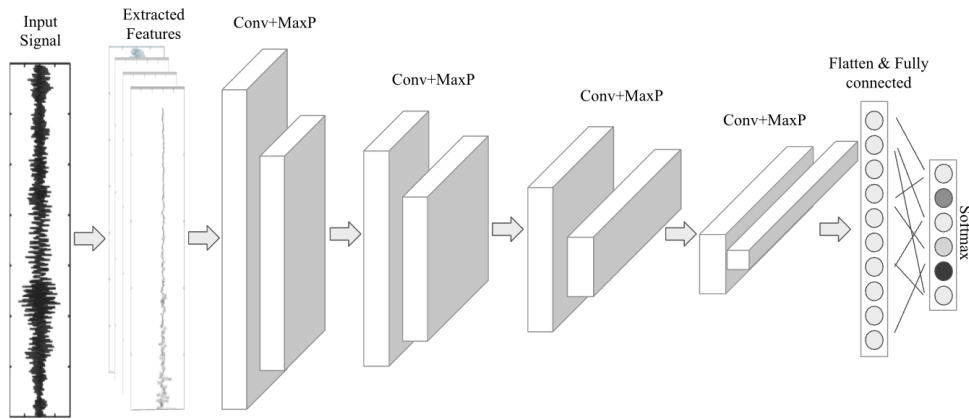 Input
Signal
Extracted
Features
Conv+MaxP
Conv+MaxP
Conv+MaxP
Conv+MaxP
Flatten & Fully
connected
Softmax